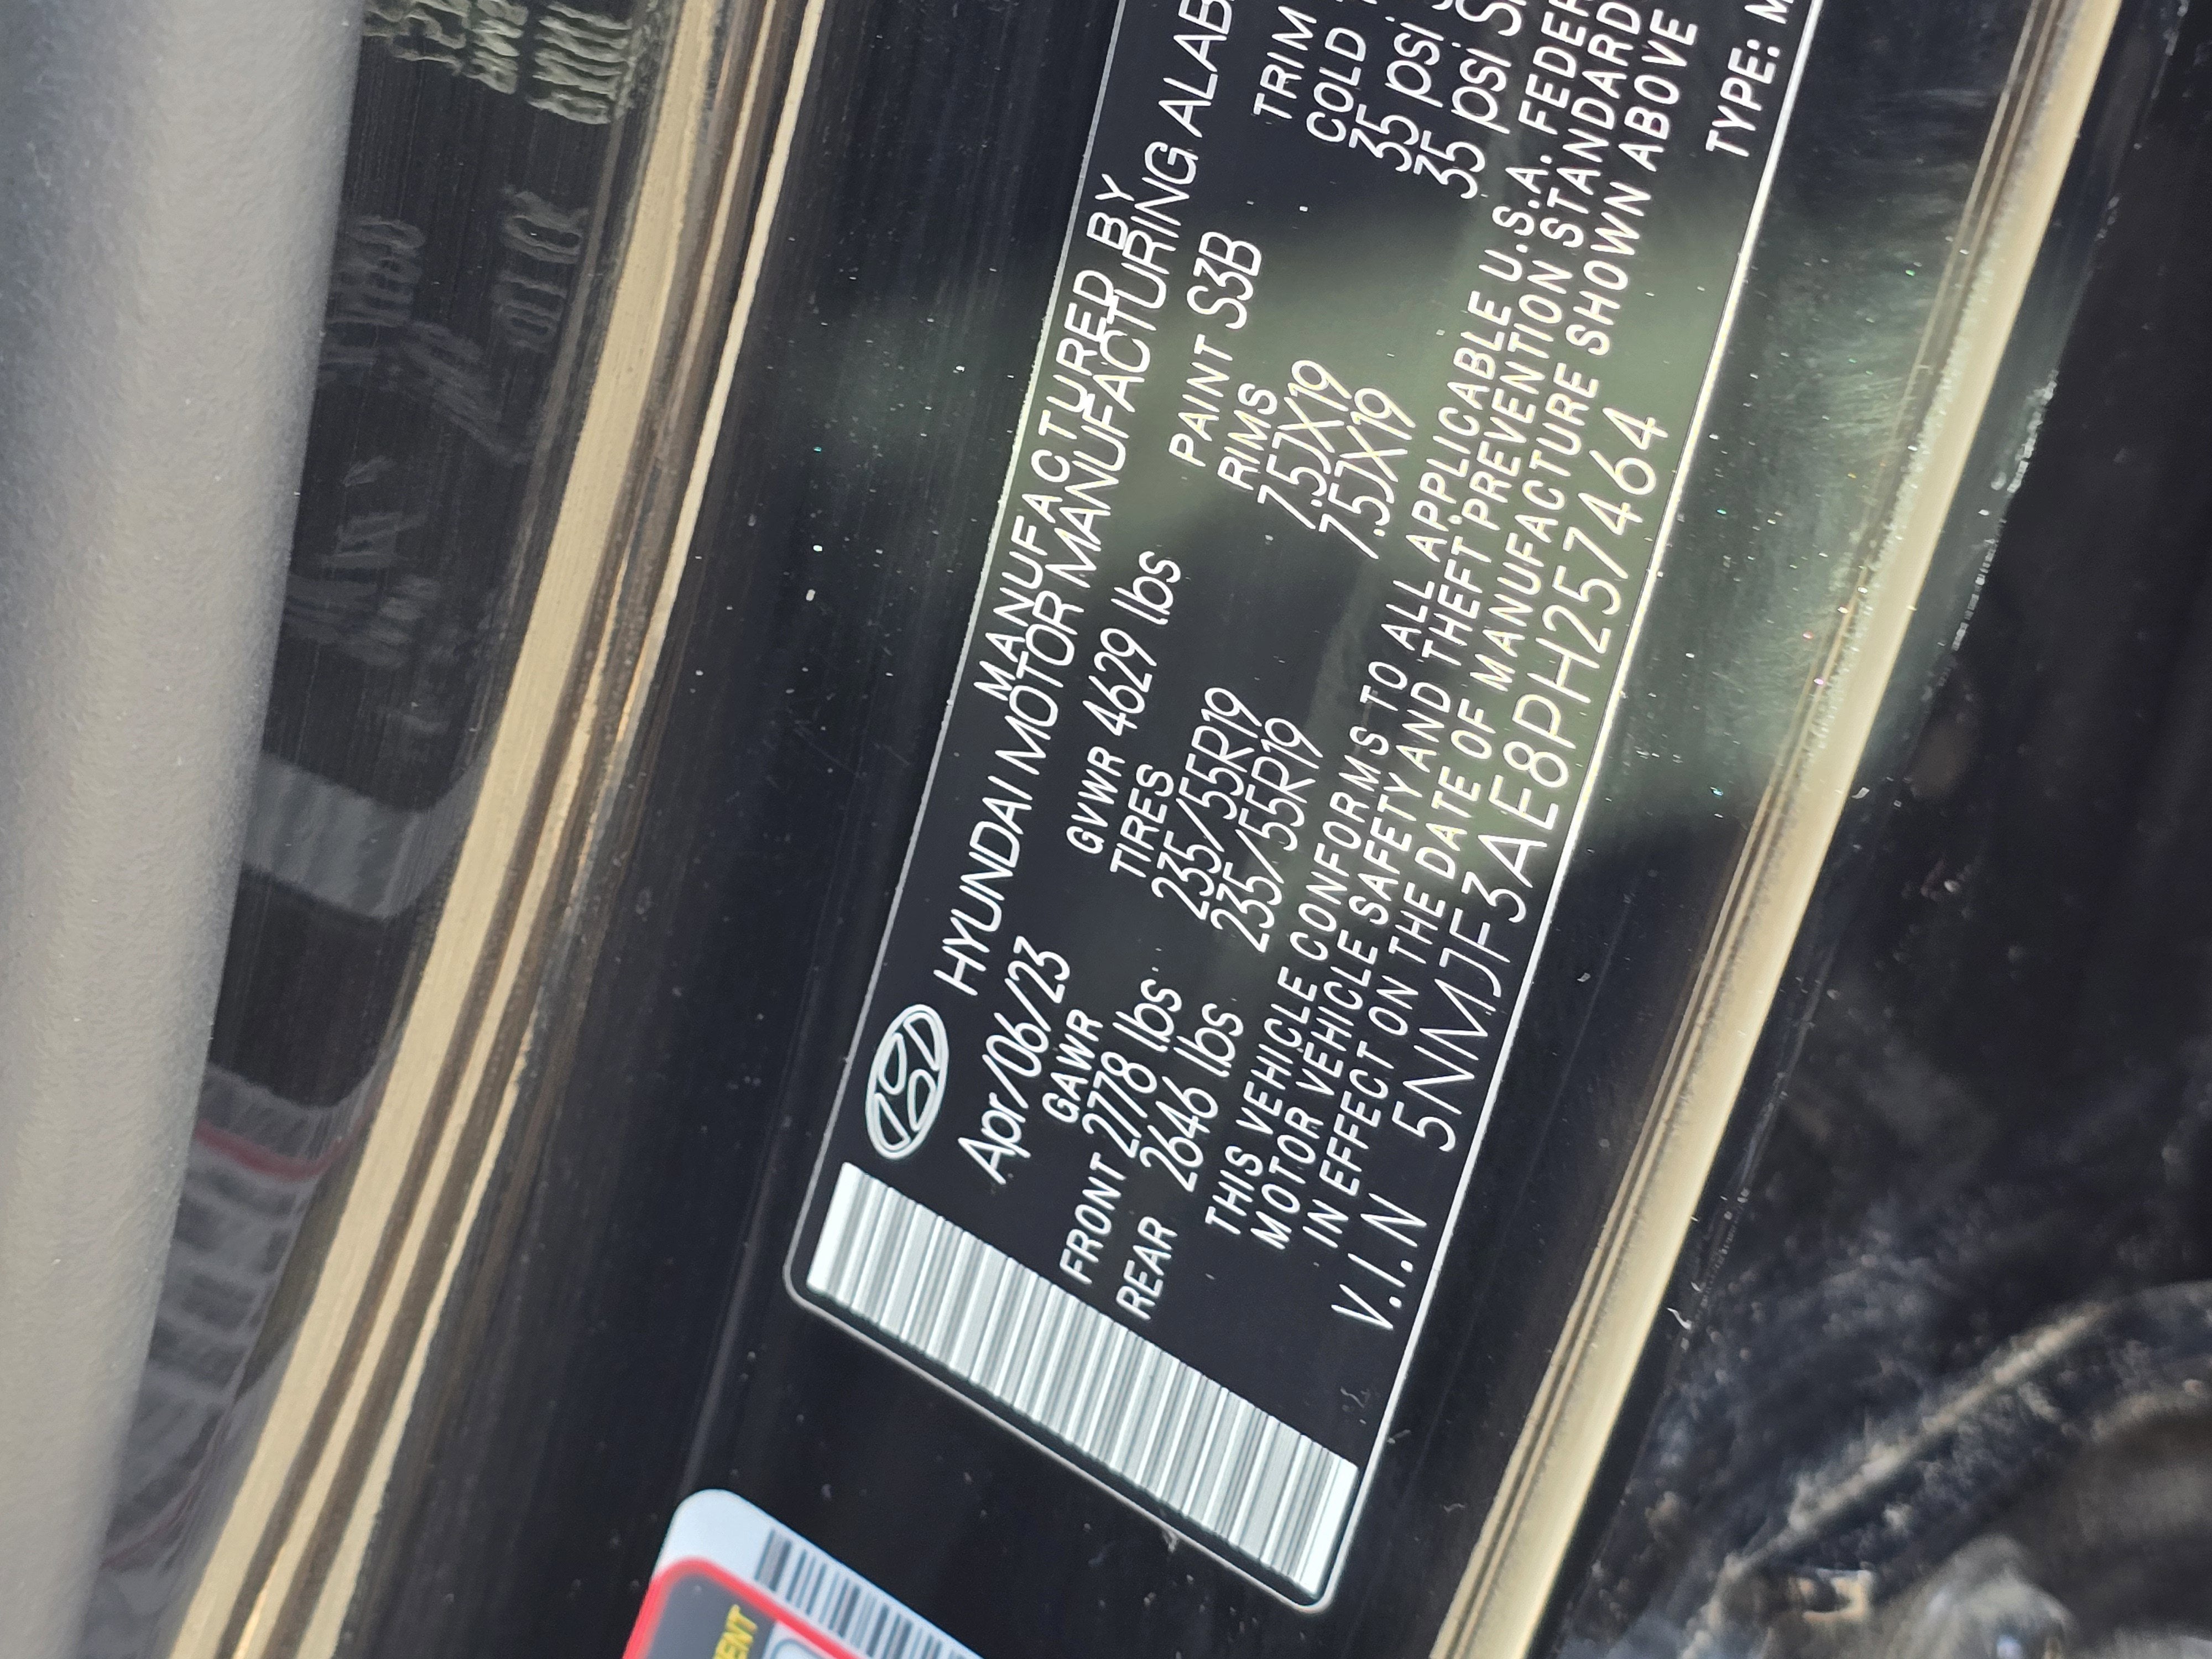 MANUFACTURED BY
HYUNDAI MOTOR MANUFACTURING ALAB
Apr/06/23 GVWR 4629 lbs PAINT S3B TRIM
GAWR TIRES RIMS COLD
FRONT 2778 lbs 235/55R19 7.5JX19 35 psi
REAR 2646 lbs 235/55R19 7.5JX19 35 psi
THIS VEHICLE CONFORMS TO ALL APPLICABLE U.S.A. FEDER
MOTOR VEHICLE SAFETY AND THEFT PREVENTION STANDARD
IN EFFECT ON THE DATE OF MANUFACTURE SHOWN ABOVE
V.I.N 5NMJF3AE8PH257464 TYPE: M